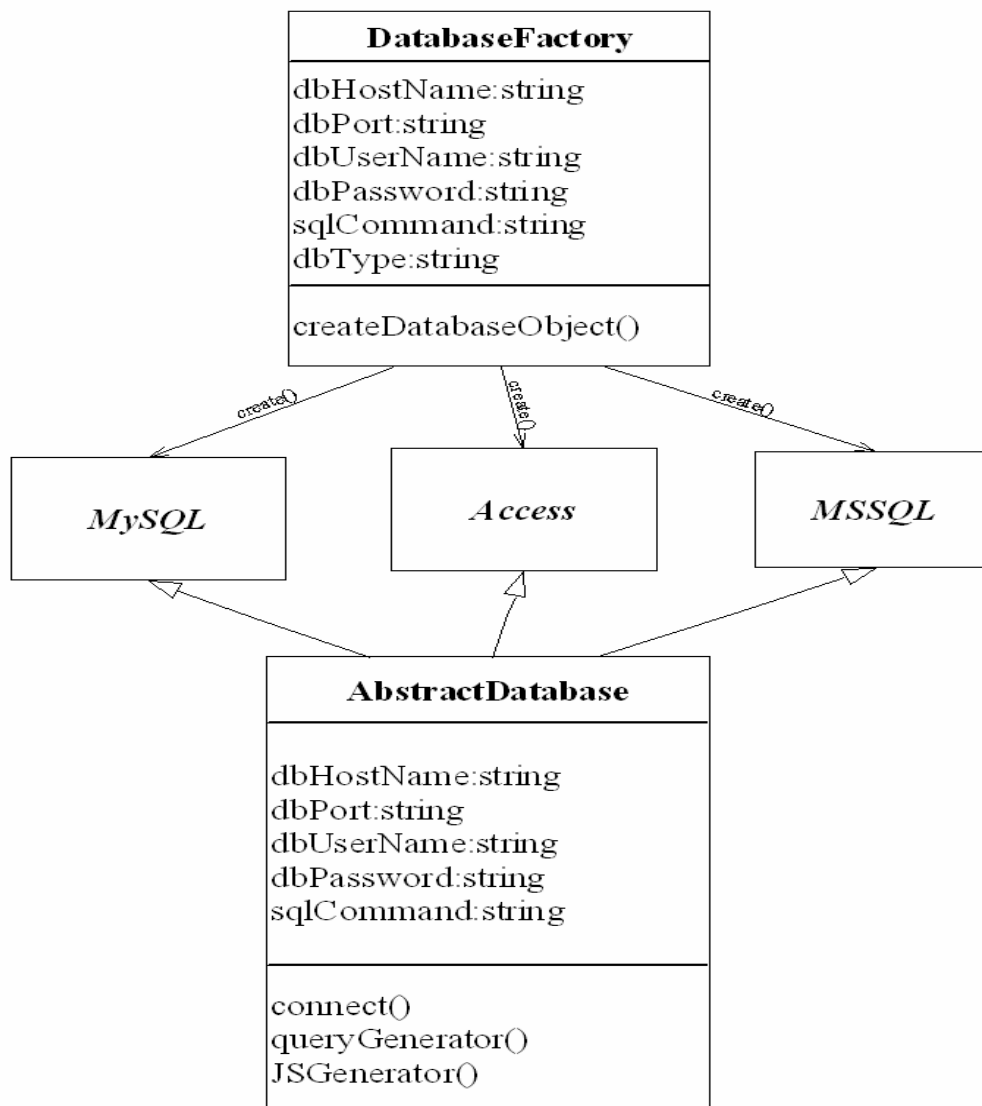 DatabaseFactory
dbHostName:string
dbPort:string
dbUserName:string
dbPassword:string
sqlCommand:string
dbType:string
createDatabaseObject()
create()
create()
create()
MySQL
Access
MSSQL
AbstractDatabase
dbHostName:string
dbPort:string
dbUserName:string
dbPassword:string
sqlCommand:string
connect()
queryGenerator()
JSGenerator()